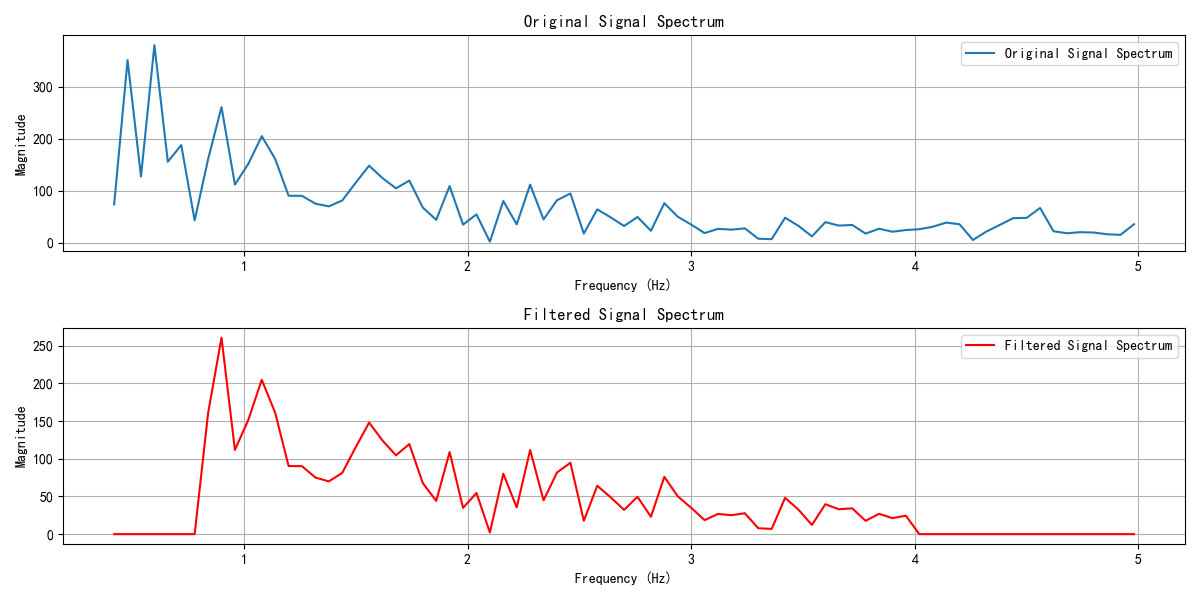 Original Signal Spectrum
Original Signal Spectrum
Magnitude
300
200
100
0
1
2
3
4
5
Frequency (Hz)
Filtered Signal Spectrum
Filtered Signal Spectrum
Magnitude
250
200
150
100
50
0
1
2
3
4
5
Frequency (Hz)